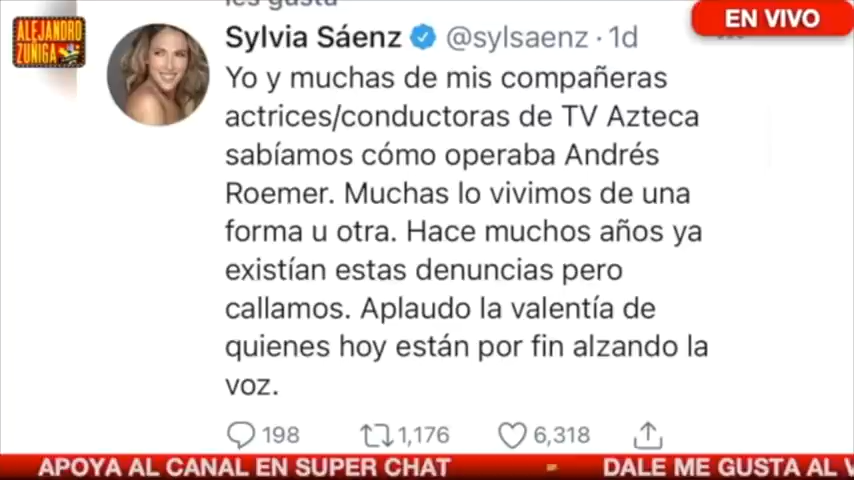 les gusta
ALEJANDRO
ZÚÑIGA
EN VIVO
Sylvia Sáenz @sylsaenz · 1d
Yo y muchas de mis compañeras
actrices/conductoras de TV Azteca
sabíamos cómo operaba Andrés
Roemer. Muchas lo vivimos de una
forma u otra. Hace muchos años ya
existían estas denuncias pero
callamos. Aplaudo la valentía de
quienes hoy están por fin alzando la
voz.
198 1,176 6,318
APOYA AL CANAL EN SUPER CHAT - DALE ME GUSTA AL V